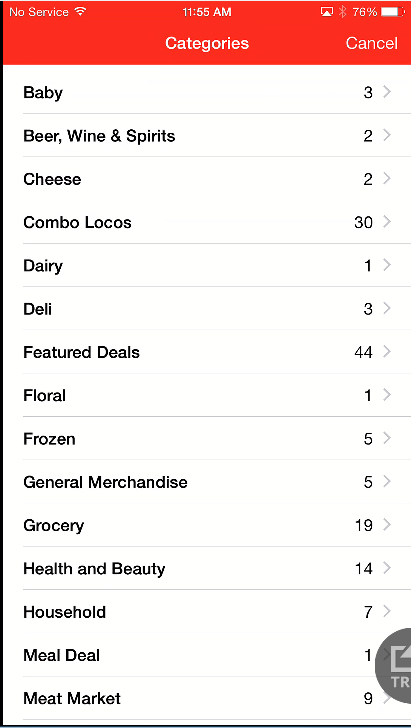 No Service 11:55 AM 76%
Categories Cancel
Baby 3
Beer, Wine & Spirits 2
Cheese 2
Combo Locos 30
Dairy 1
Deli 3
Featured Deals 44
Floral 1
Frozen 5
General Merchandise 5
Grocery 19
Health and Beauty 14
Household 7
Meal Deal 1
TR
Meat Market 9